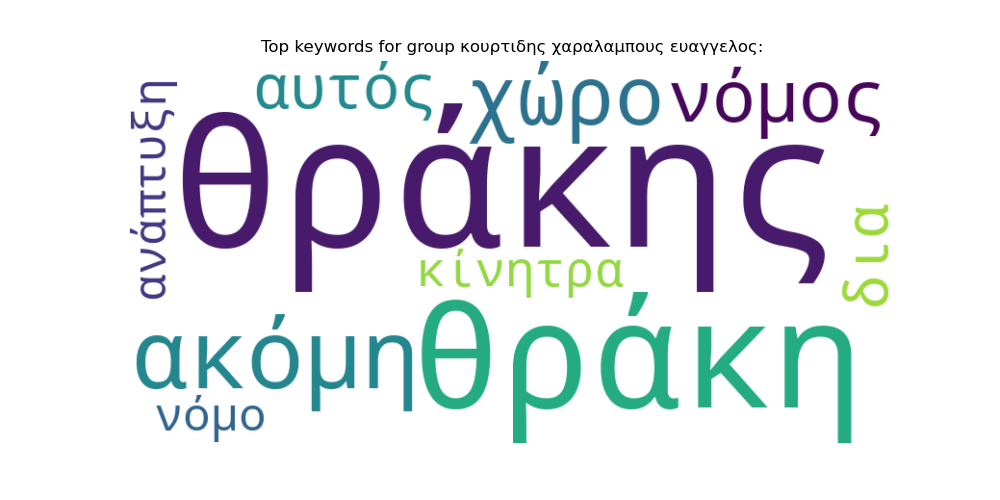 Top keywords for group κουρτιδης χαραλαμπους ευαγγελος:
αυτός
χώρο
νόμος
ανάπτυξη
θράκης
κίνητρα
δια
ακόμη
θράκη
νόμο